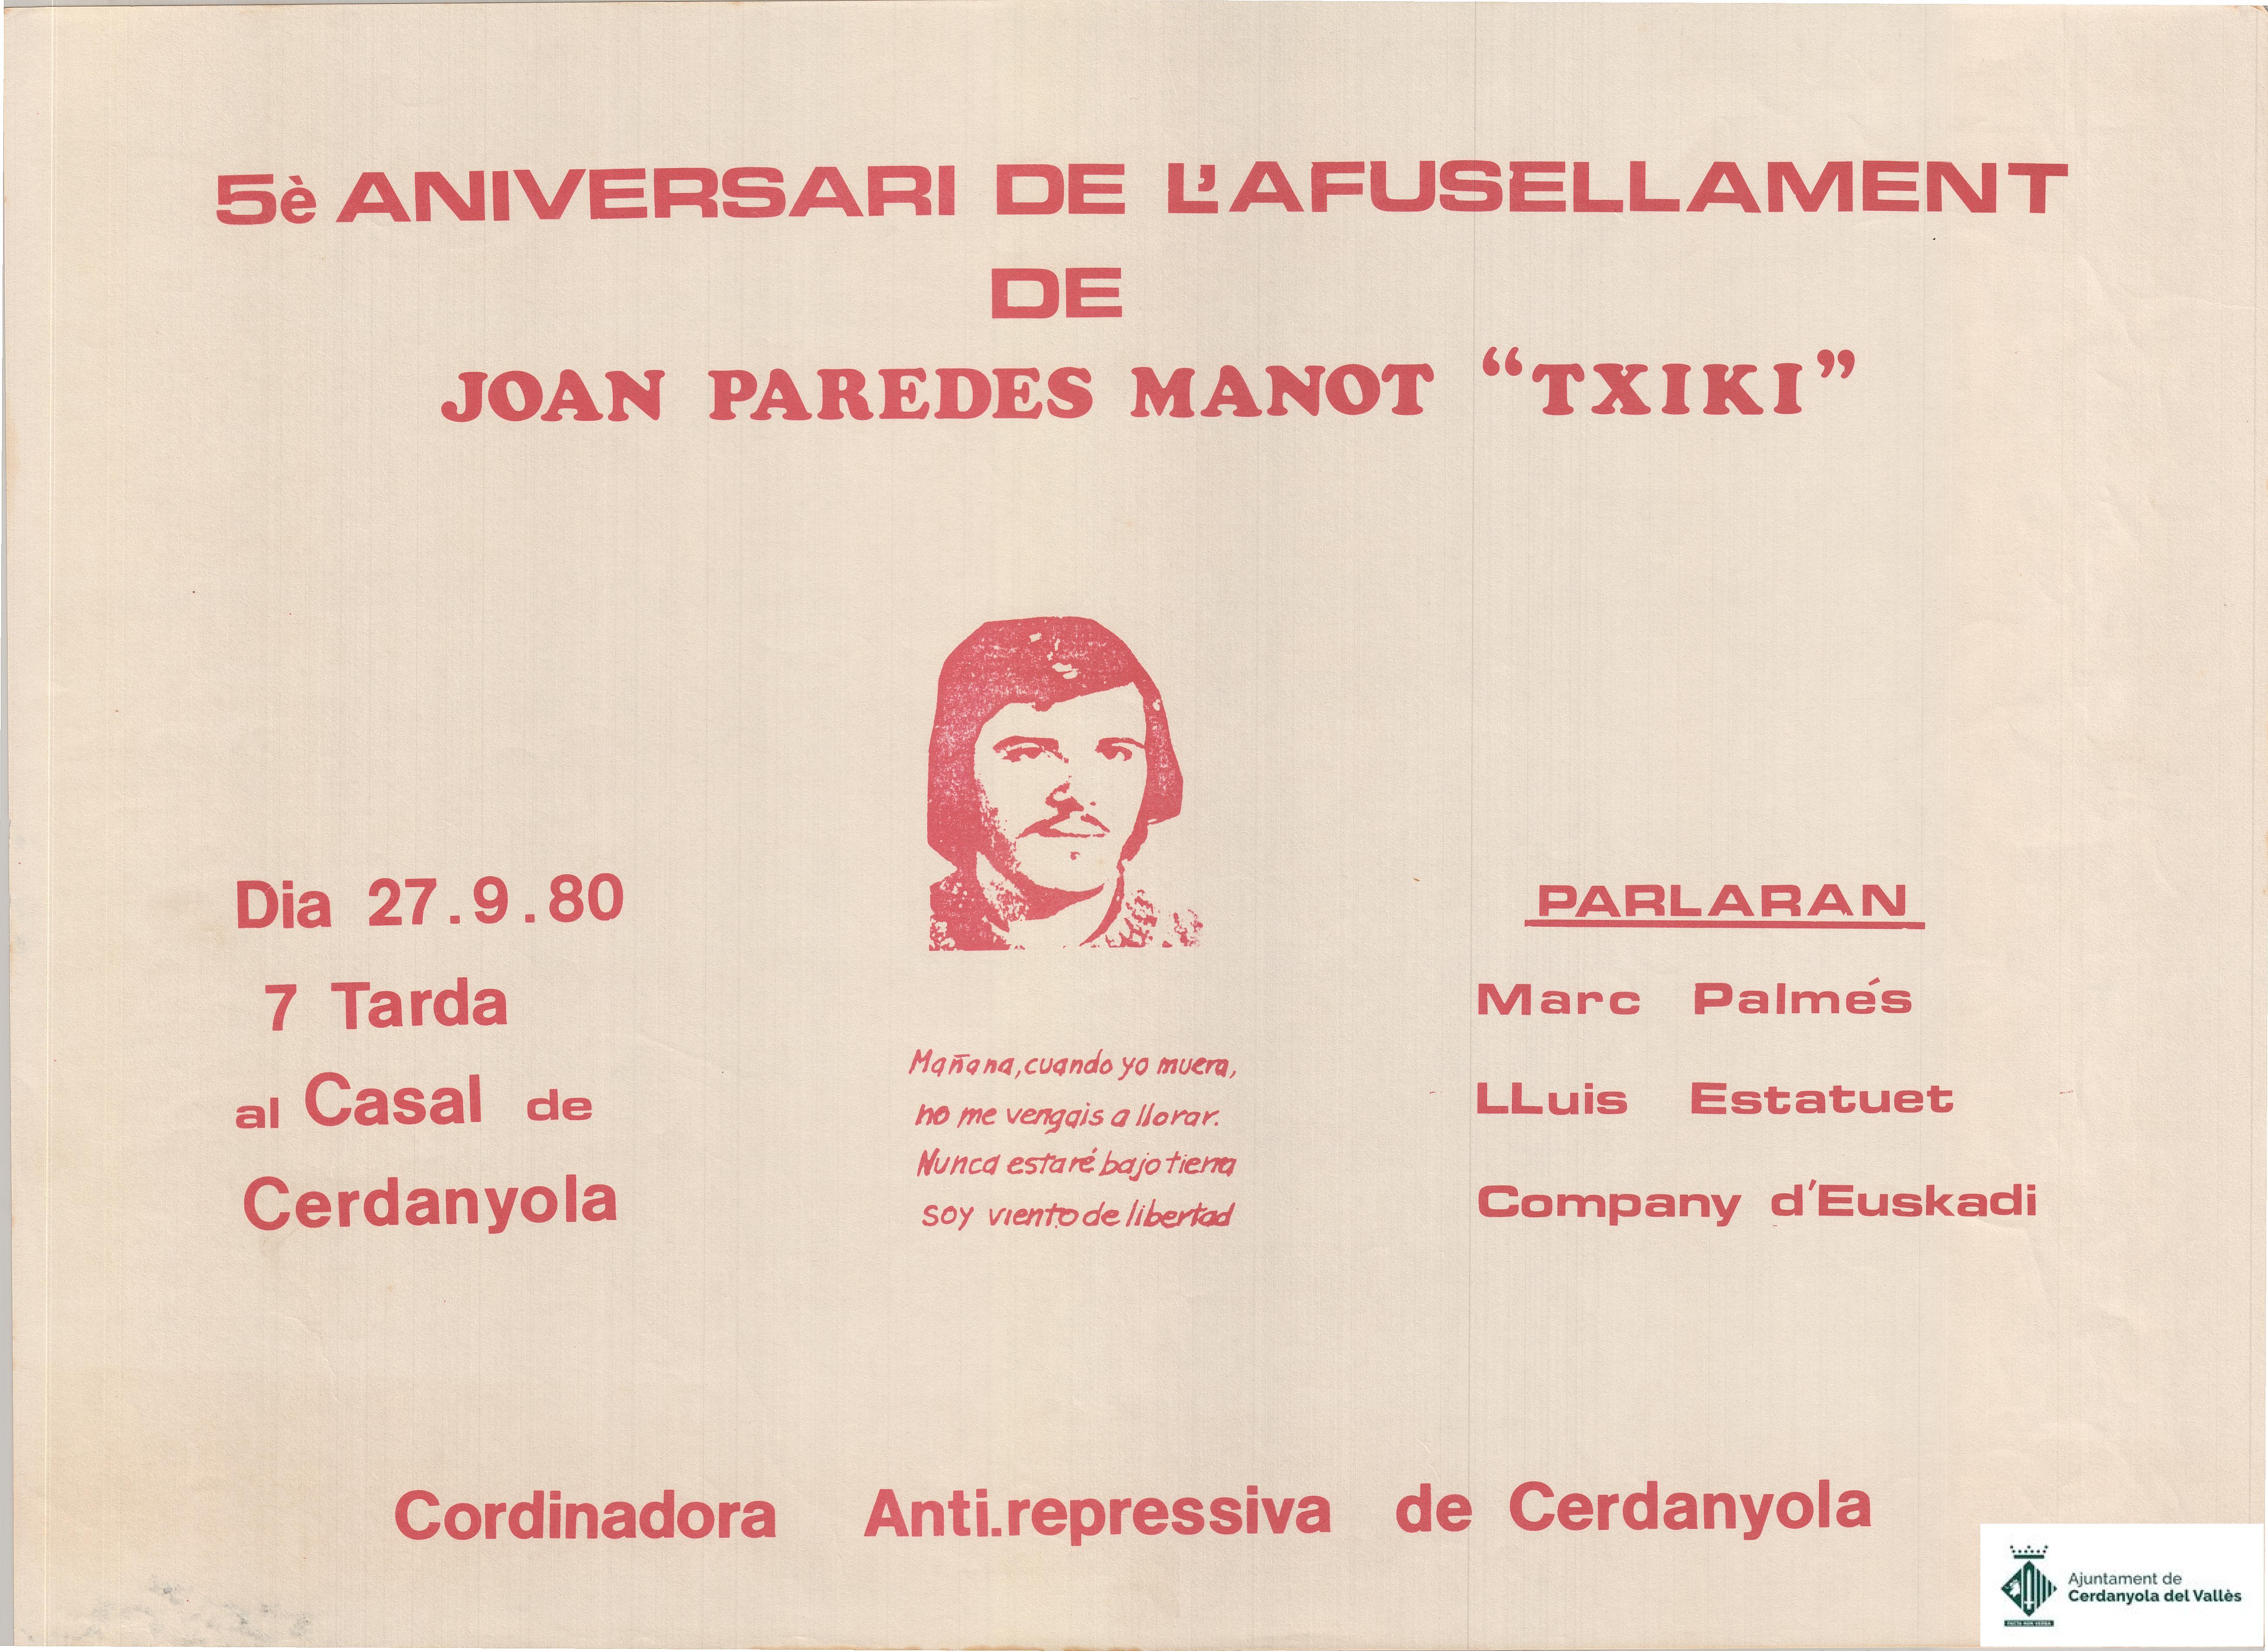 5è ANIVERSARI DE L'AFUSELLAMENT
DE
JOAN PAREDES MANOT “TXIKI”
Dia 27.9.80
7 Tarda
al Casal de
Cerdanyola
Mañana, cuando yo muera,
no me vengais a llorar.
Nunca estaré bajo tierra
soy viento de libertad
PARLARAN
Marc Palmés
LLuis Estatuet
Company d'Euskadi
Cordinadora Anti.repressiva de Cerdanyola
Ajuntament de
Cerdanyola del Vallès